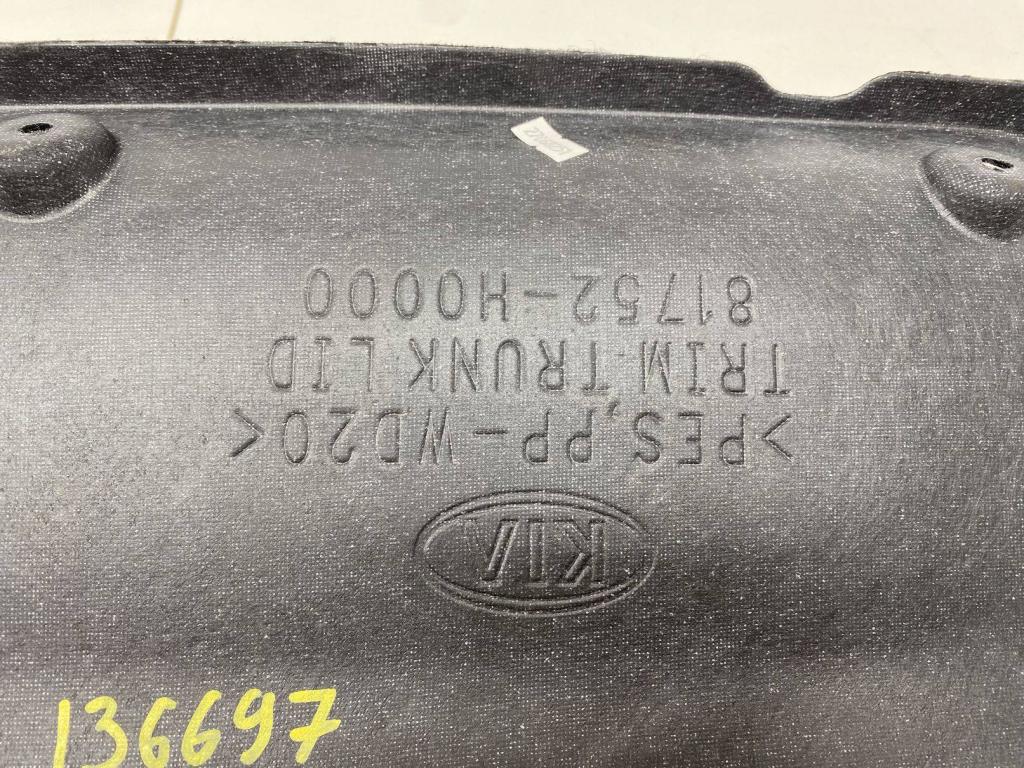 KIA
>PES,PP-WD20<
TRIM TRUNK LID
81752-H0000
136697